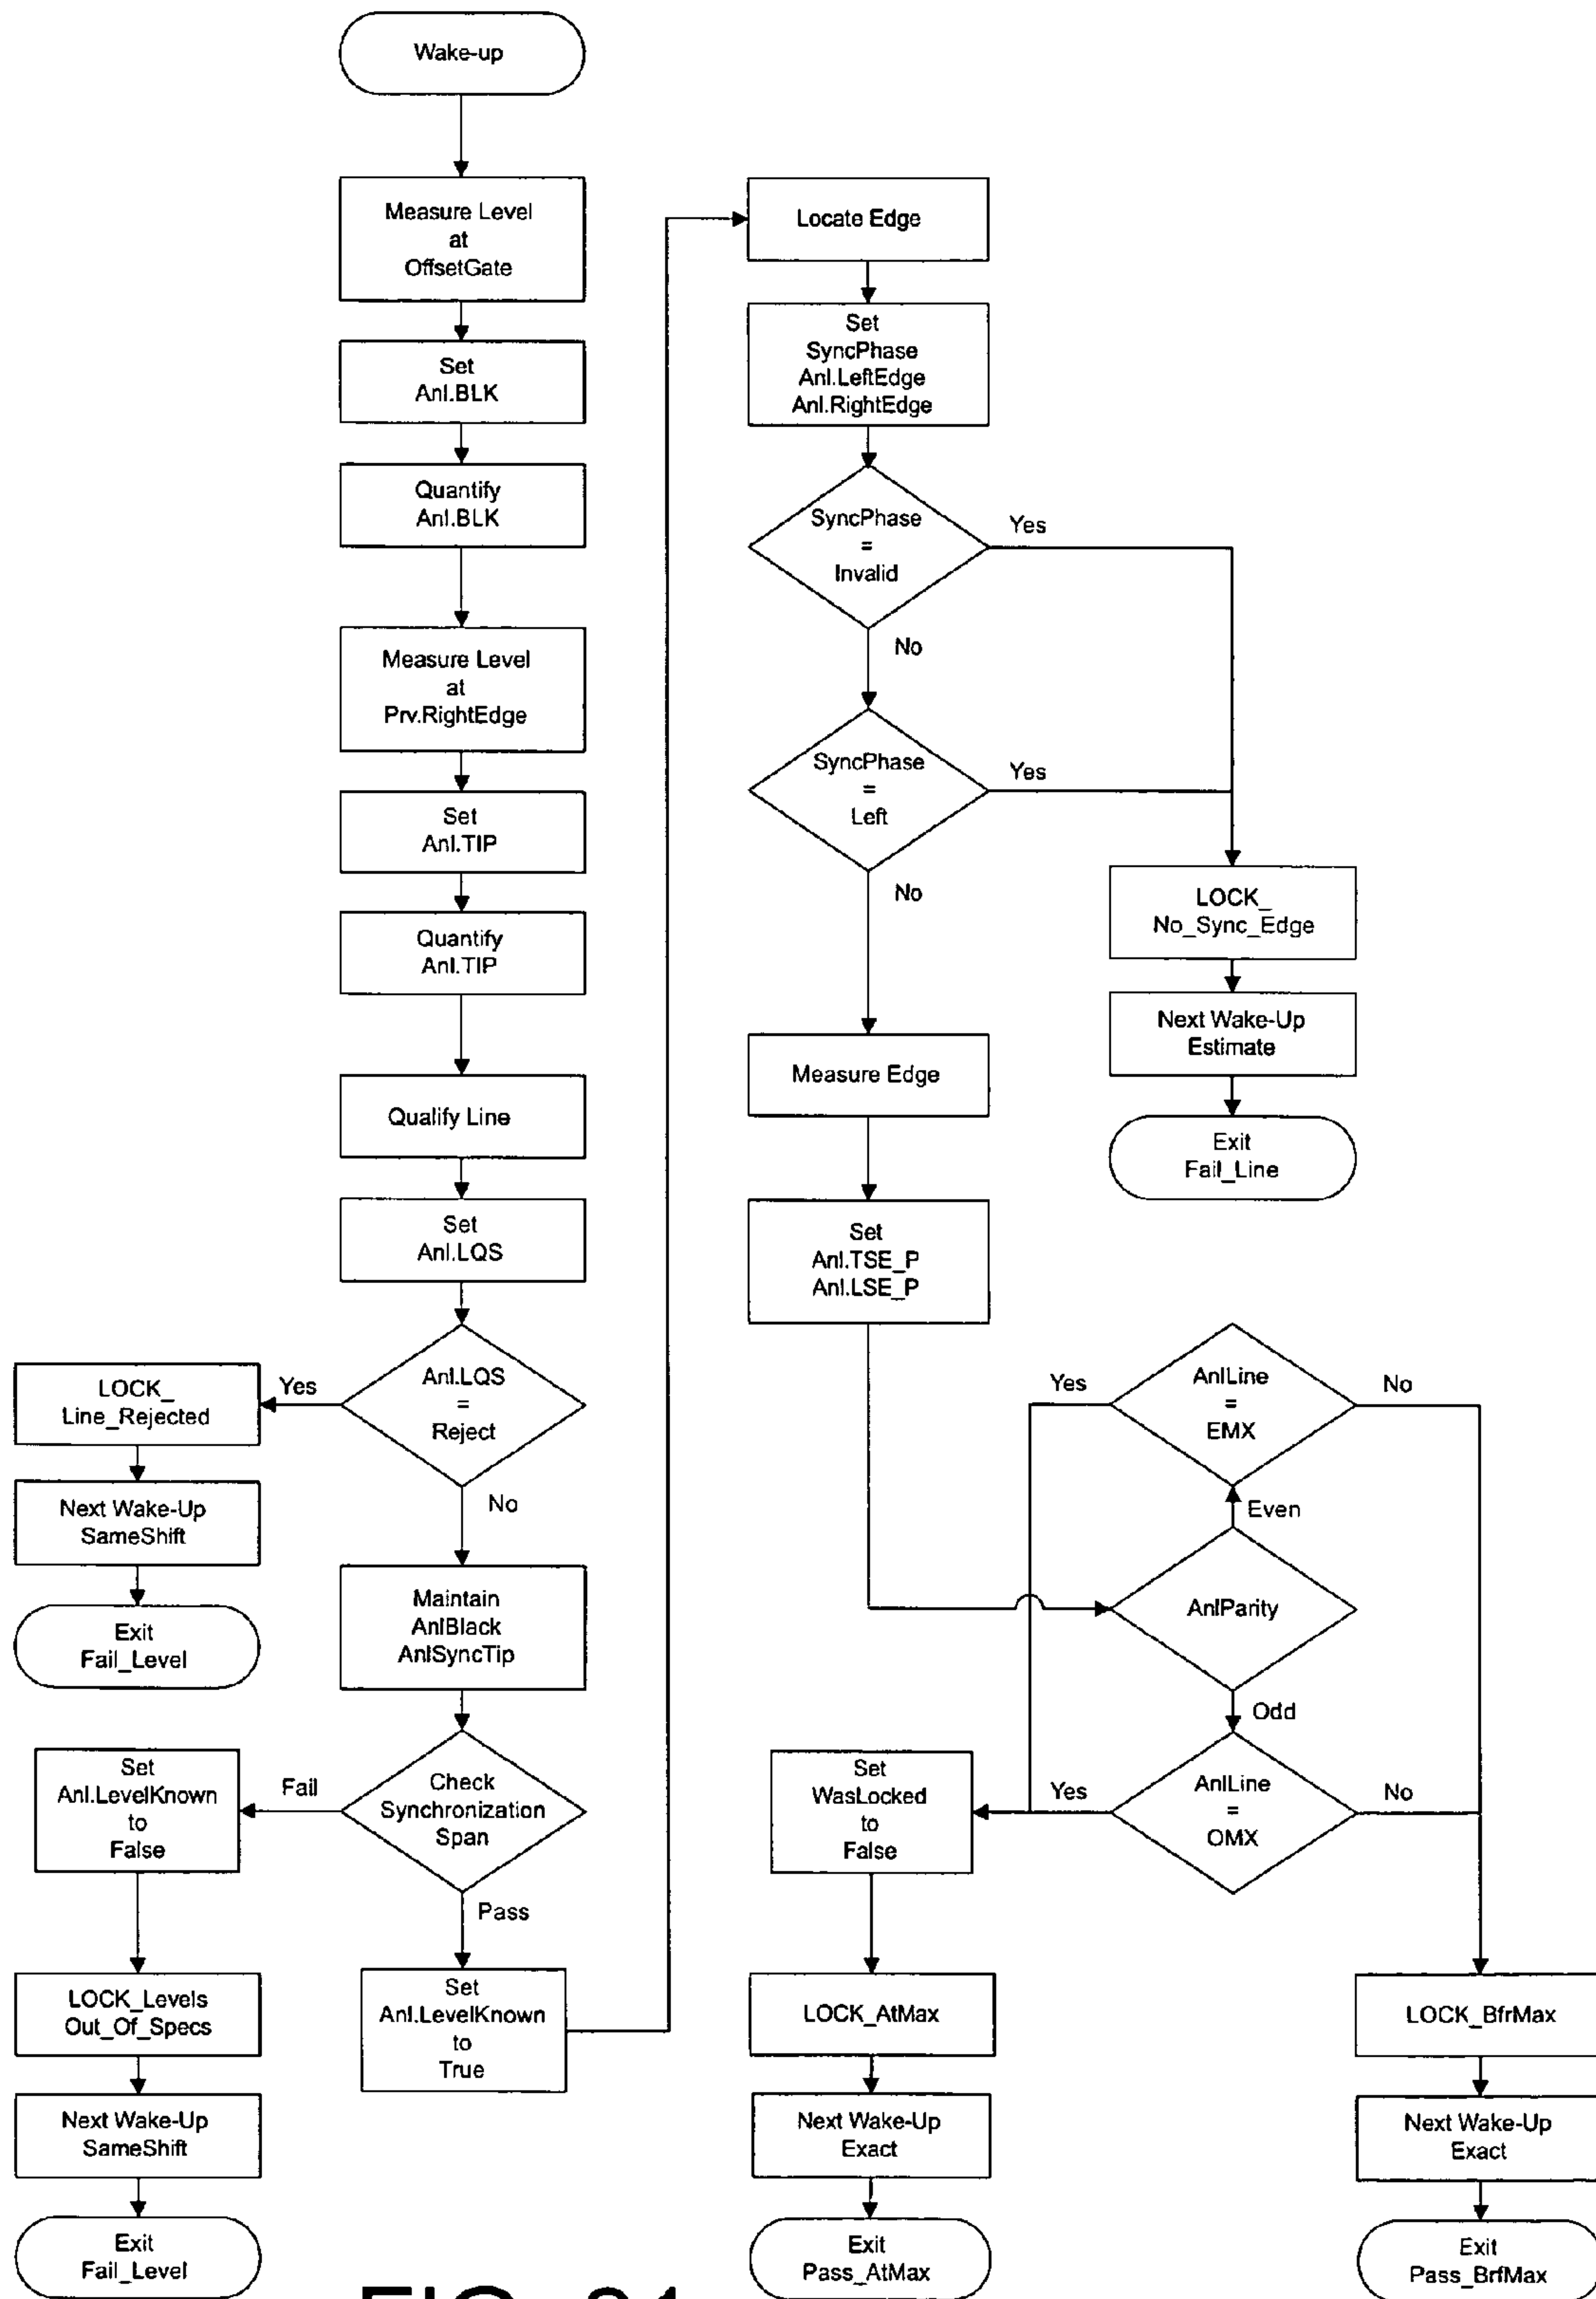 Wake-up
Measure Level
at
OffsetGate
Set
Anl.BLK
Quantify
Anl.BLK
Measure Level
at
Prv.RightEdge
Set
Anl.TIP
Quantify
Anl.TIP
Qualify Line
Set
Anl.LQS
Anl.LQS
=
Reject
Yes
LOCK_
Line_Rejected
Next Wake-Up
SameShift
Exit
Fail_Level
No
Maintain
AnlBlack
AnlSyncTip
Check
Synchronization
Span
Fail
Set
Anl.LevelKnown
to
False
LOCK_Levels
Out_Of_Specs
Next Wake-Up
SameShift
Exit
Fail_Level
Pass
Set
Anl.LevelKnown
to
True
Locate Edge
Set
SyncPhase
Anl.LeftEdge
Anl.RightEdge
SyncPhase
=
Invalid
Yes
No
SyncPhase
=
Left
Yes
No
LOCK_
No_Sync_Edge
Next Wake-Up
Estimate
Exit
Fail_Line
Measure Edge
Set
Anl.TSE_P
Anl.LSE_P
AnlLine
=
EMX
Yes
No
Even
AnlParity
Odd
AnlLine
=
OMX
Yes
No
Set
WasLocked
to
False
LOCK_AtMax
Next Wake-Up
Exact
Exit
Pass_AtMax
LOCK_BfrMax
Next Wake-Up
Exact
Exit
Pass_BrfMax